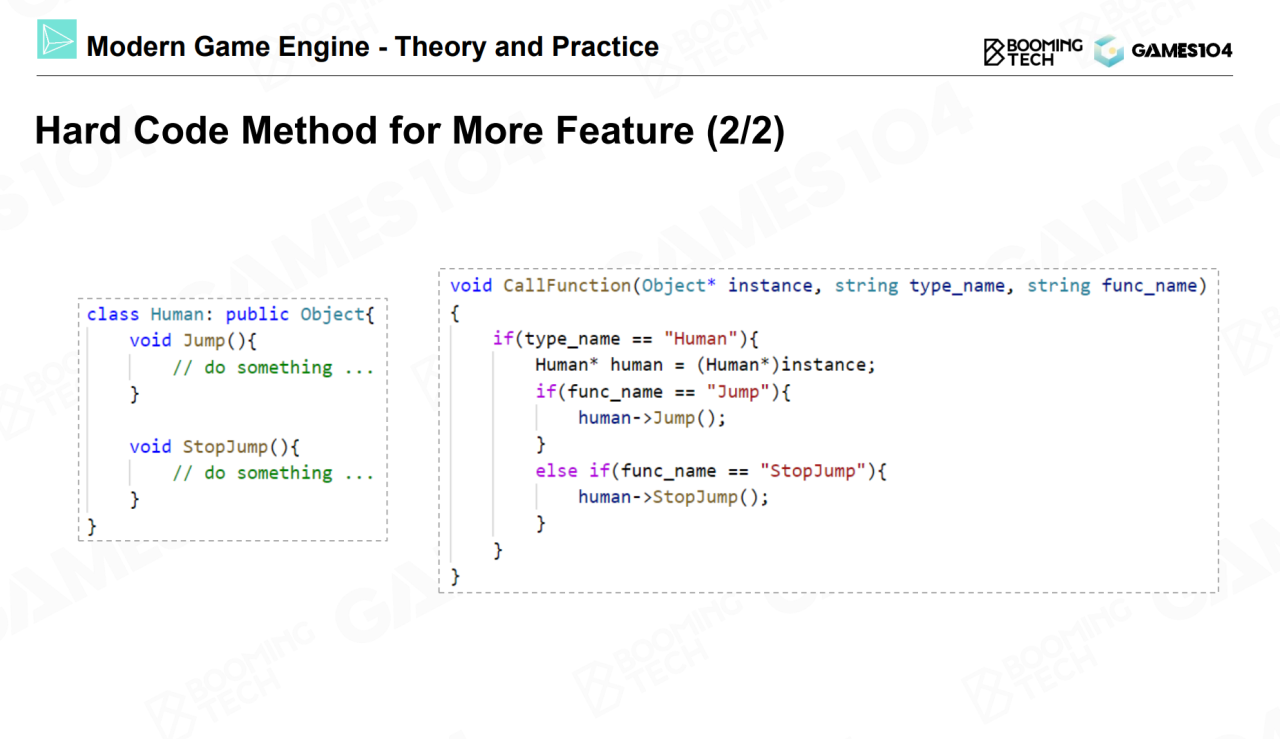 Modern Game Engine - Theory and Practice
BOOMING
TECH
GAMES104
Hard Code Method for More Feature (2/2)
class Human: public Object{
void Jump(){
// do something ...
}
void StopJump(){
// do something ...
}
}
void CallFunction(Object* instance, string type_name, string func_name)
{
if(type_name == "Human"){
Human* human = (Human*)instance;
if(func_name == "Jump"){
human->Jump();
}
else if(func_name == "StopJump"){
human->StopJump();
}
}
}